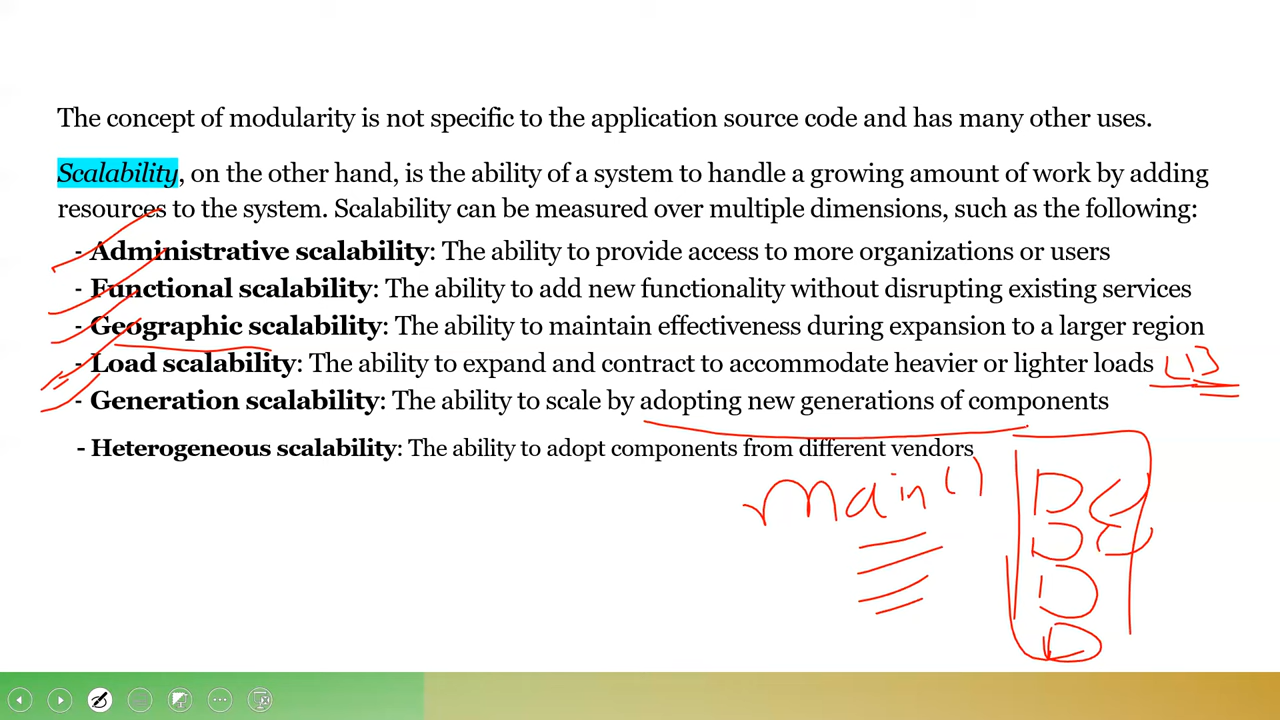 The concept of modularity is not specific to the application source code and has many other uses.
Scalability, on the other hand, is the ability of a system to handle a growing amount of work by adding
resources to the system. Scalability can be measured over multiple dimensions, such as the following:
- Administrative scalability: The ability to provide access to more organizations or users
- Functional scalability: The ability to add new functionality without disrupting existing services
- Geographic scalability: The ability to maintain effectiveness during expansion to a larger region
- Load scalability: The ability to expand and contract to accommodate heavier or lighter loads
- Generation scalability: The ability to scale by adopting new generations of components
- Heterogeneous scalability: The ability to adopt components from different vendors
main()